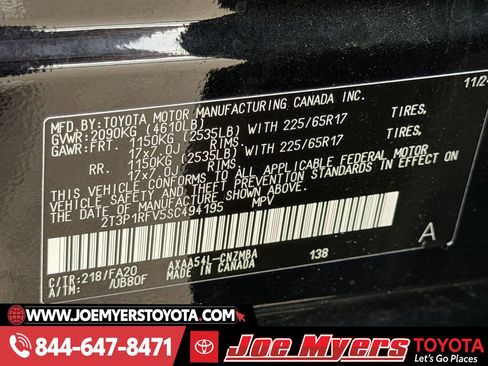 MFD BY: TOYOTA MOTOR MANUFACTURING CANADA INC. 11/24
GVWR: 2090KG (4610LB)
GAWR: FRT. 1150KG (2535LB) WITH 225/65R17 TIRES,
17x7.0J RIMS
RR. 1150KG (2535LB) WITH 225/65R17 TIRES,
17x7.0J RIMS
THIS VEHICLE CONFORMS TO ALL APPLICABLE FEDERAL MOTOR
VEHICLE SAFETY AND BUMPER STANDARDS IN EFFECT ON THE
DATE OF MANUFACTURE SHOWN ABOVE.
2T3P1RFV5SC494195 MPV
A
C/TR:218/FA20 AXAA54L-CNZMBA 138
A/TM: /UB80F MADE IN CANADA
WWW.JOEMYERSTOYOTA.COM
844-647-8471
Joe Myers TOYOTA
Let's Go Places